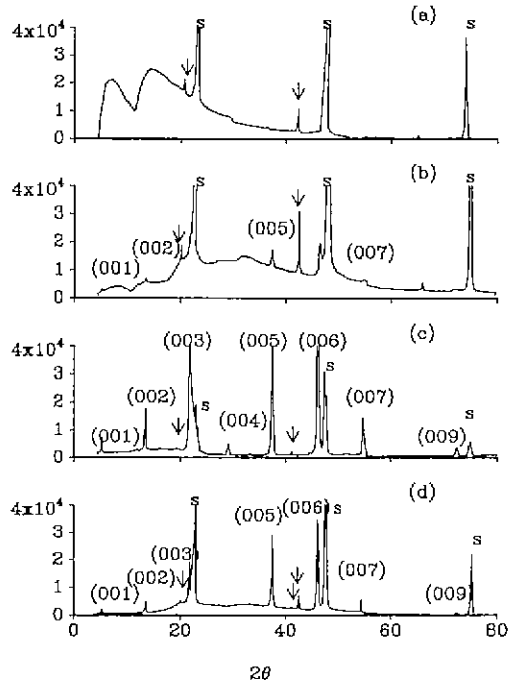 (a)
4x10⁴
3
2
1
0
S
S
S
(b)
4x10⁴
3
2
1
0
(001)
(002)
S
(005)
S
(007)
S
(c)
4x10⁴
3
2
1
0
(001)
(002)
(003)
S
(004)
(005)
(006)
S
(007)
(009)
S
(d)
4x10⁴
3
2
1
0
(001)
(002)
(003
S
(005)
(006)
S
(007)
(009
S
0 20 40 60 80
2θ